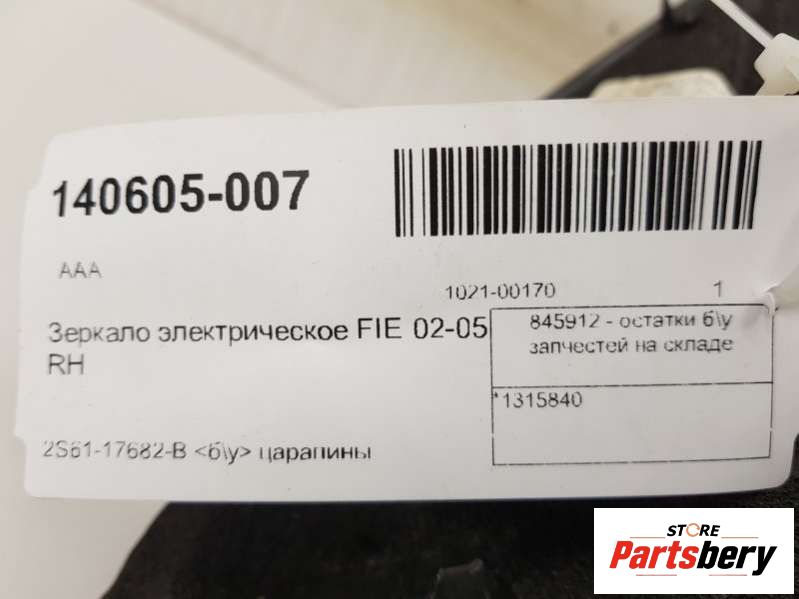 140605-007
AAA
1021-00170 1
Зеркало электрическое FIE 02-05
RH
845912 - остатки б\у
запчестей на складе
*1315840
2S61-17682-B <б\у> царапины
STORE
Partsbery